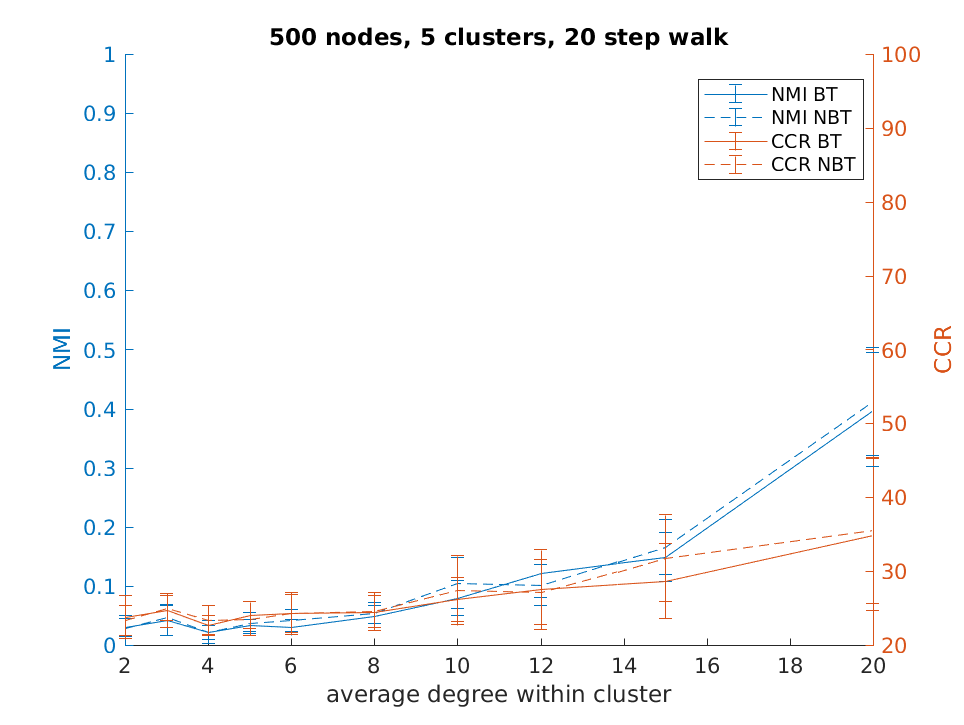 500 nodes, 5 clusters, 20 step walk
NMI BT
NMI NBT
CCR BT
CCR NBT
1
0.9
0.8
0.7
0.6
0.5
0.4
0.3
0.2
0.1
0
NMI
100
90
80
70
60
50
40
30
20
CCR
2 4 6 8 10 12 14 16 18 20
average degree within cluster